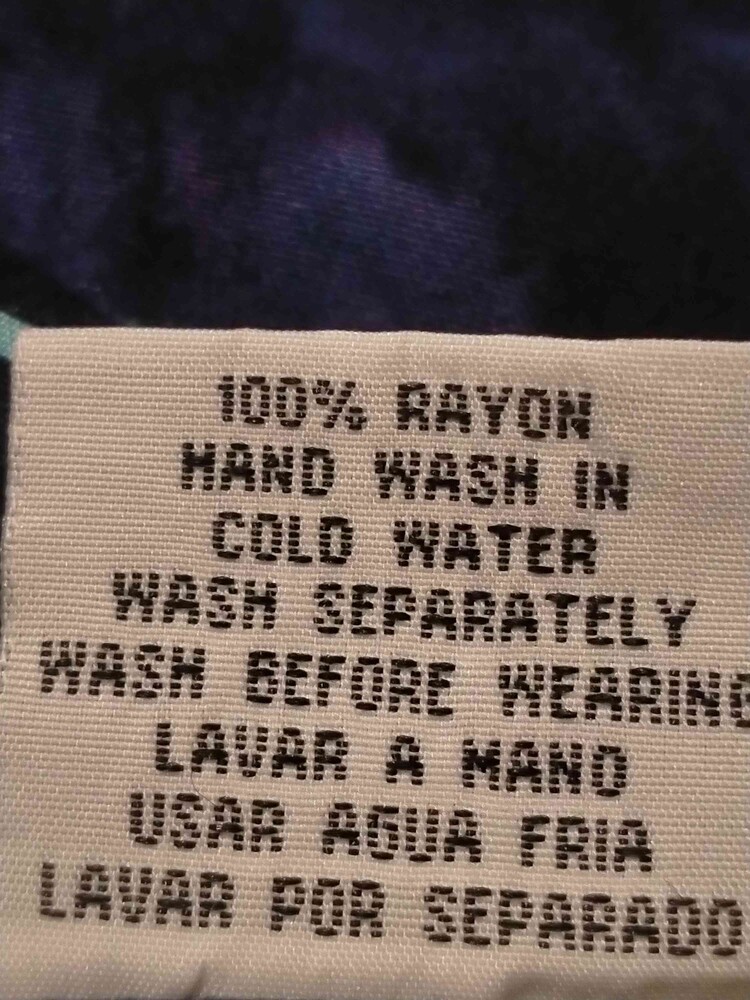 100% RAYON
HAND WASH IN
COLD WATER
WASH SEPARATELY
WASH BEFORE WEARING
LAVAR A MANO
USAR AGUA FRIA
LAVAR POR SEPARADO